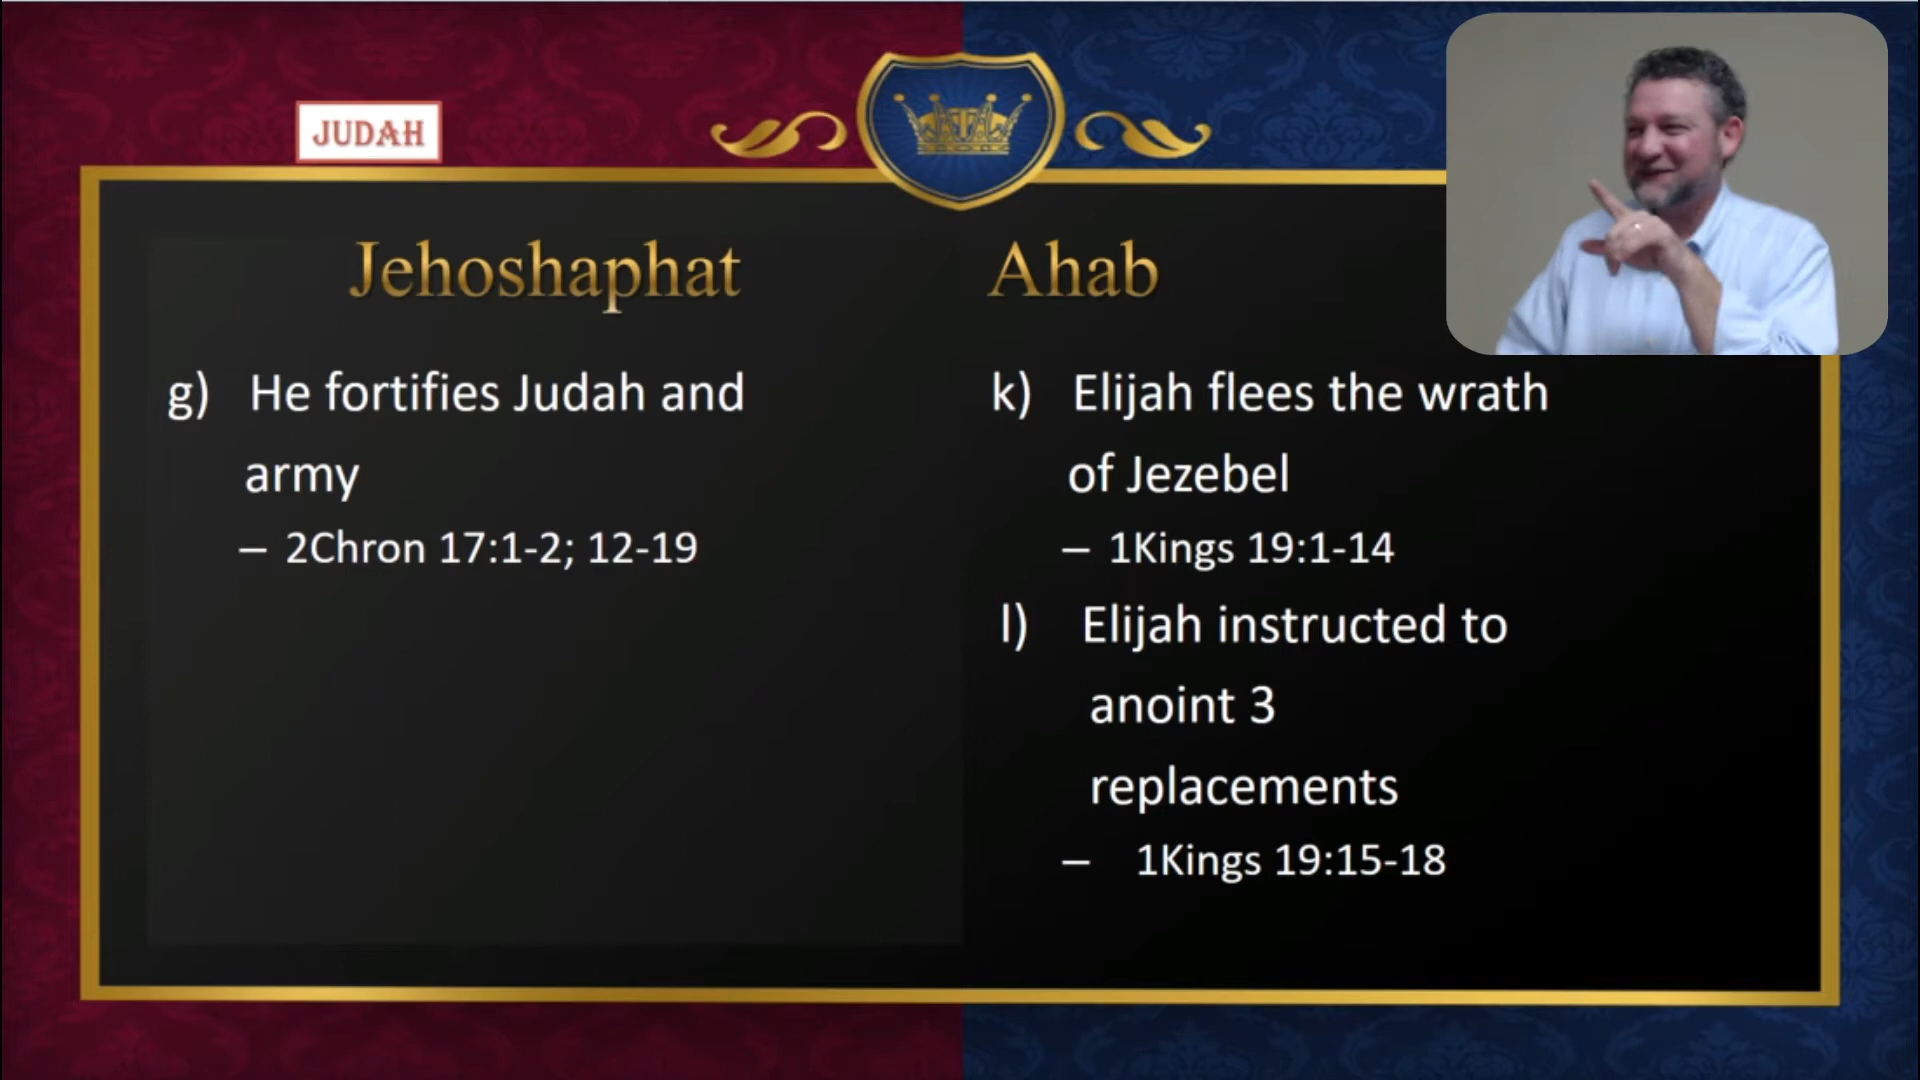 JUDAH
Jehoshaphat
g) He fortifies Judah and
army
– 2Chron 17:1-2; 12-19
Ahab
k) Elijah flees the wrath
of Jezebel
– 1Kings 19:1-14
l) Elijah instructed to
anoint 3
replacements
– 1Kings 19:15-18